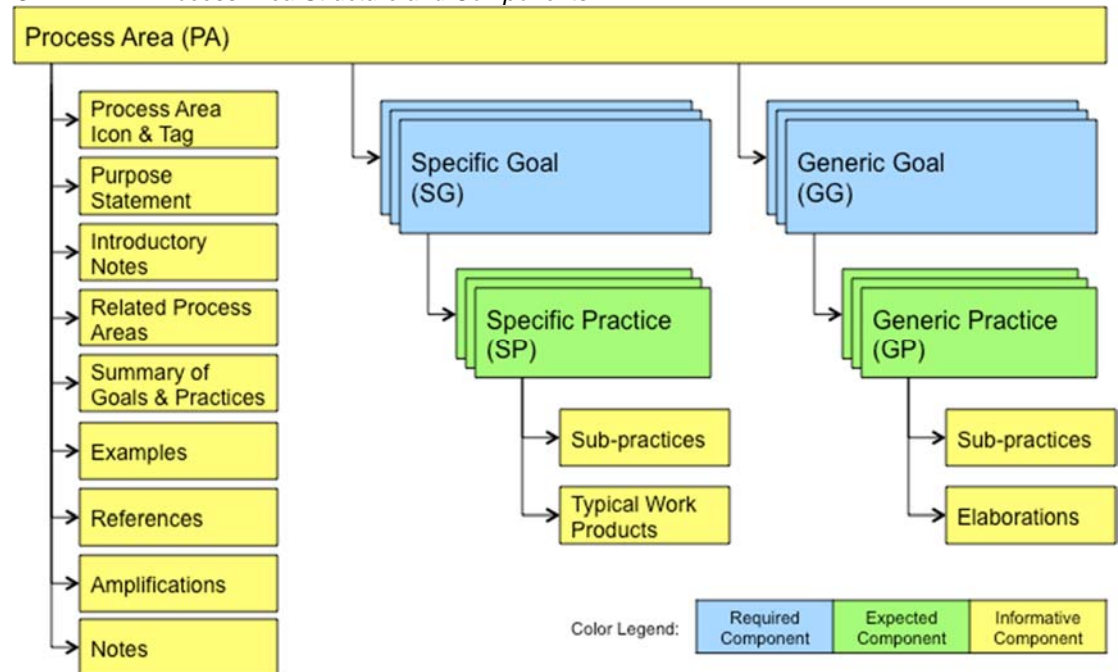 Process Area (PA)
Process Area
Icon & Tag
Purpose
Statement
Introductory
Notes
Related Process
Areas
Summary of
Goals & Practices
Examples
References
Amplifications
Notes
Specific Goal
(SG)
Specific Practice
(SP)
Sub-practices
Typical Work
Products
Generic Goal
(GG)
Generic Practice
(GP)
Sub-practices
Elaborations
Color Legend:
Required
Component
Expected
Component
Informative
Component